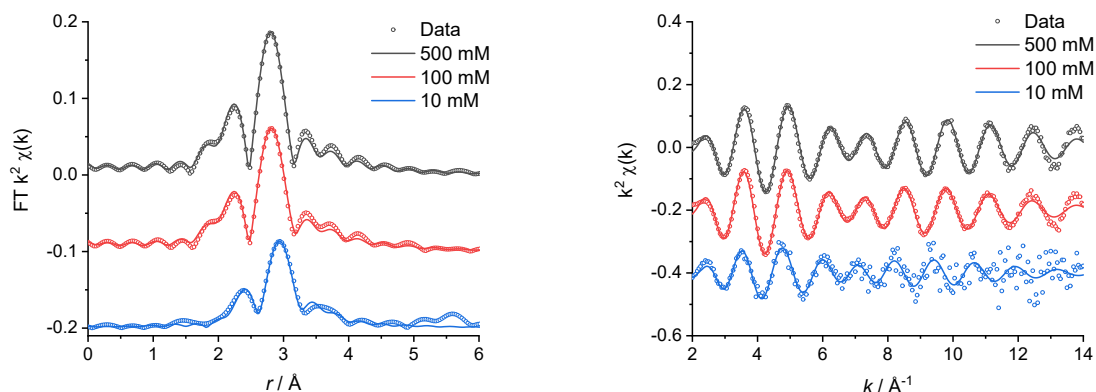 Data
500 mM
100 mM
10 mM
0.2
0.1
0.0
-0.1
-0.2
FT k² χ(k)
0 1 2 3 4 5 6
r / Å
Data
500 mM
100 mM
10 mM
0.4
0.2
0.0
-0.2
-0.4
-0.6
k² χ(k)
2 4 6 8 10 12 14
k / Å⁻¹